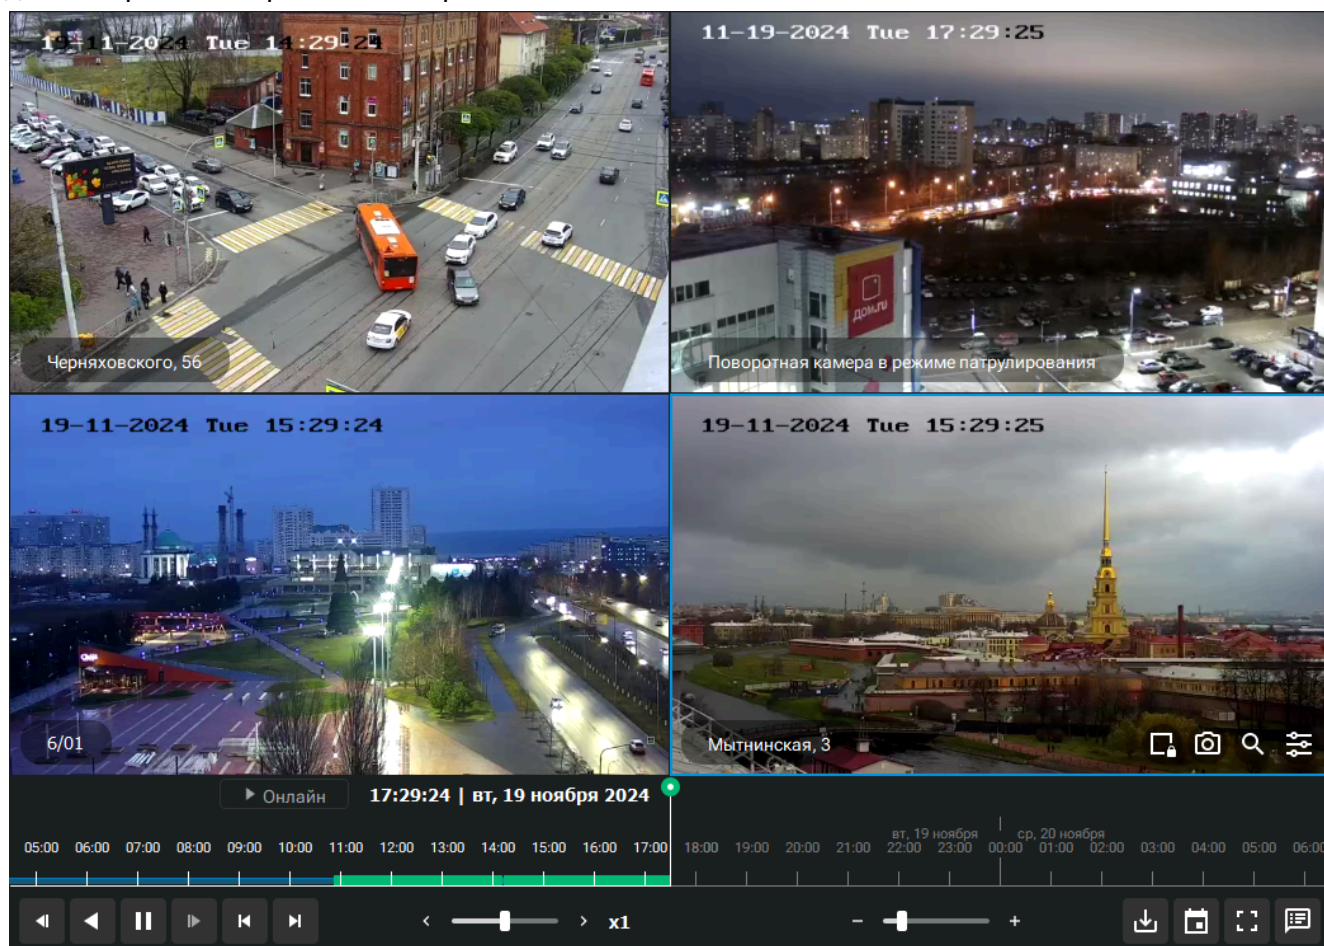 19-11-2024 Tue 14:29:24
Черняховского, 56
11-19-2024 Tue 17:29:25
дом.ru
Поворотная камера в режиме патрулирования
19-11-2024 Tue 15:29:24
6/01
19-11-2024 Tue 15:29:25
Мытнинская, 3
Онлайн 17:29:24 | вт, 19 ноября 2024
вт, 19 ноября ср, 20 ноября
05:00 06:00 07:00 08:00 09:00 10:00 11:00 12:00 13:00 14:00 15:00 16:00 17:00 18:00 19:00 20:00 21:00 22:00 23:00 00:00 01:00 02:00 03:00 04:00 05:00 06:00
x1